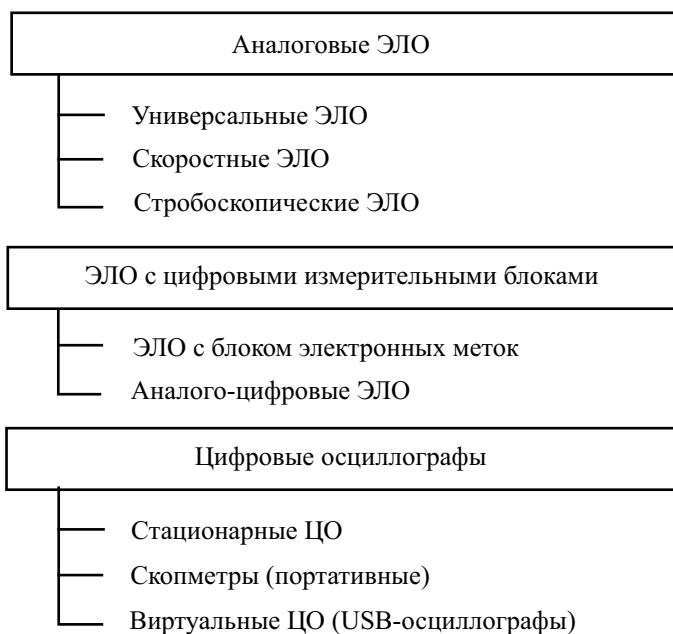 Аналоговые ЭЛО
Универсальные ЭЛО
Скоростные ЭЛО
Стробоскопические ЭЛО
ЭЛО с цифровыми измерительными блоками
ЭЛО с блоком электронных меток
Аналого-цифровые ЭЛО
Цифровые осциллографы
Стационарные ЦО
Скопметры (портативные)
Виртуальные ЦО (USB-осциллографы)